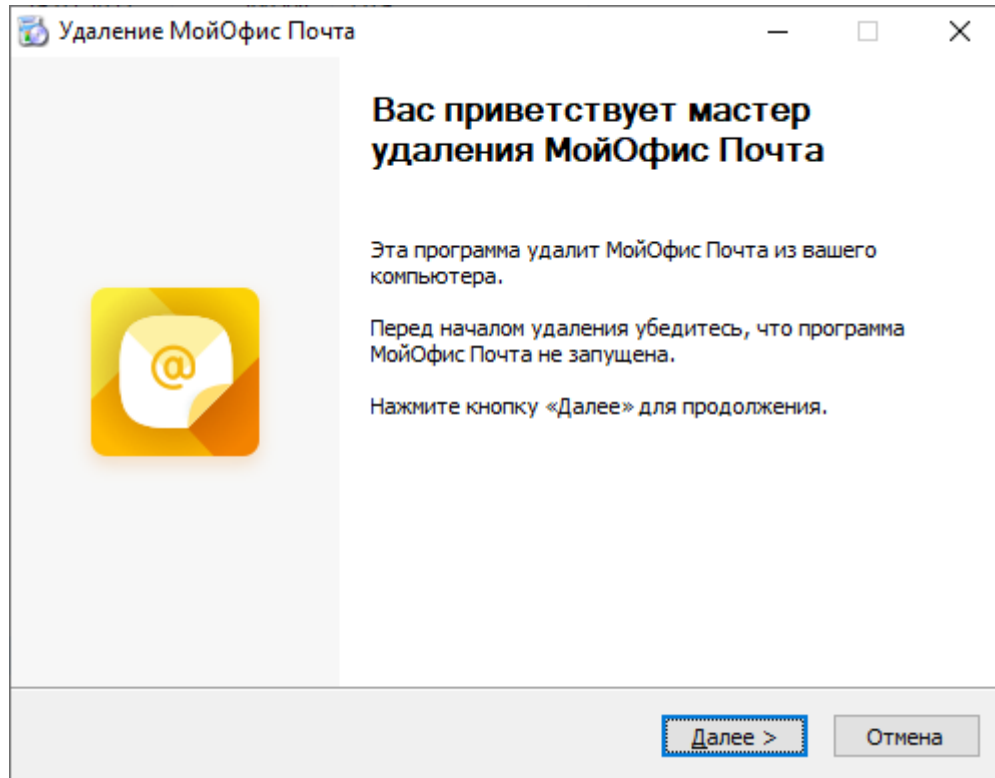 Удаление МойОфис Почта
Вас приветствует мастер
удаления МойОфис Почта
Эта программа удалит МойОфис Почта из вашего
компьютера.
Перед началом удаления убедитесь, что программа
МойОфис Почта не запущена.
Нажмите кнопку «Далее» для продолжения.
@
Далее >
Отмена